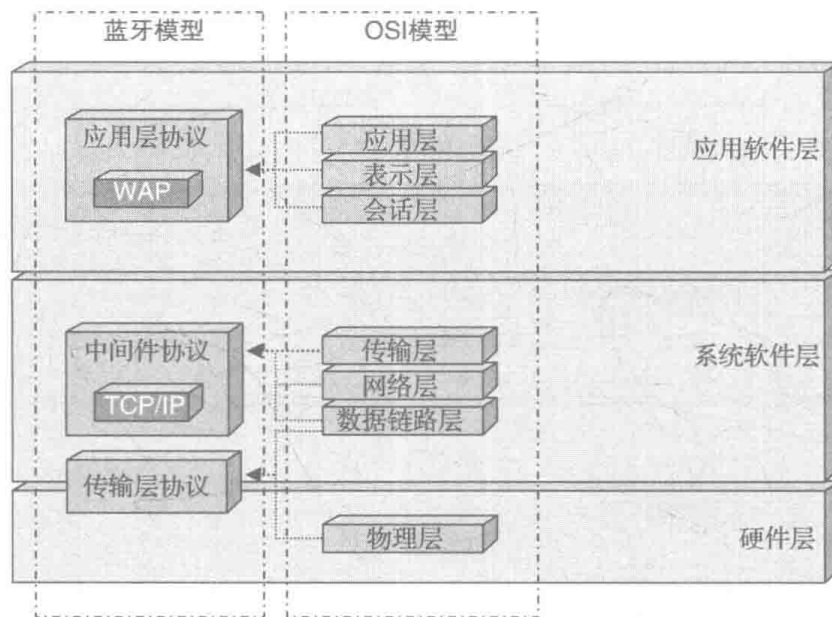 蓝牙模型
OSI模型
应用层协议
WAP
应用层
表示层
会话层
应用软件层
中间件协议
TCP/IP
传输层
网络层
数据链路层
系统软件层
传输层协议
物理层
硬件层